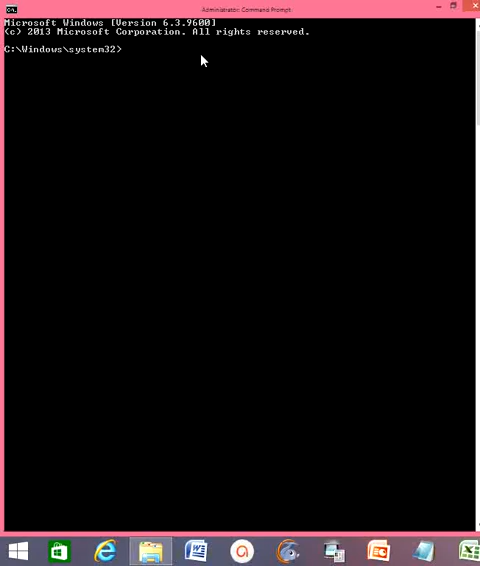 Administrator: Command Prompt
Microsoft Windows [Version 6.3.9600]
(c) 2013 Microsoft Corporation. All rights reserved.
C:\Windows\system32>